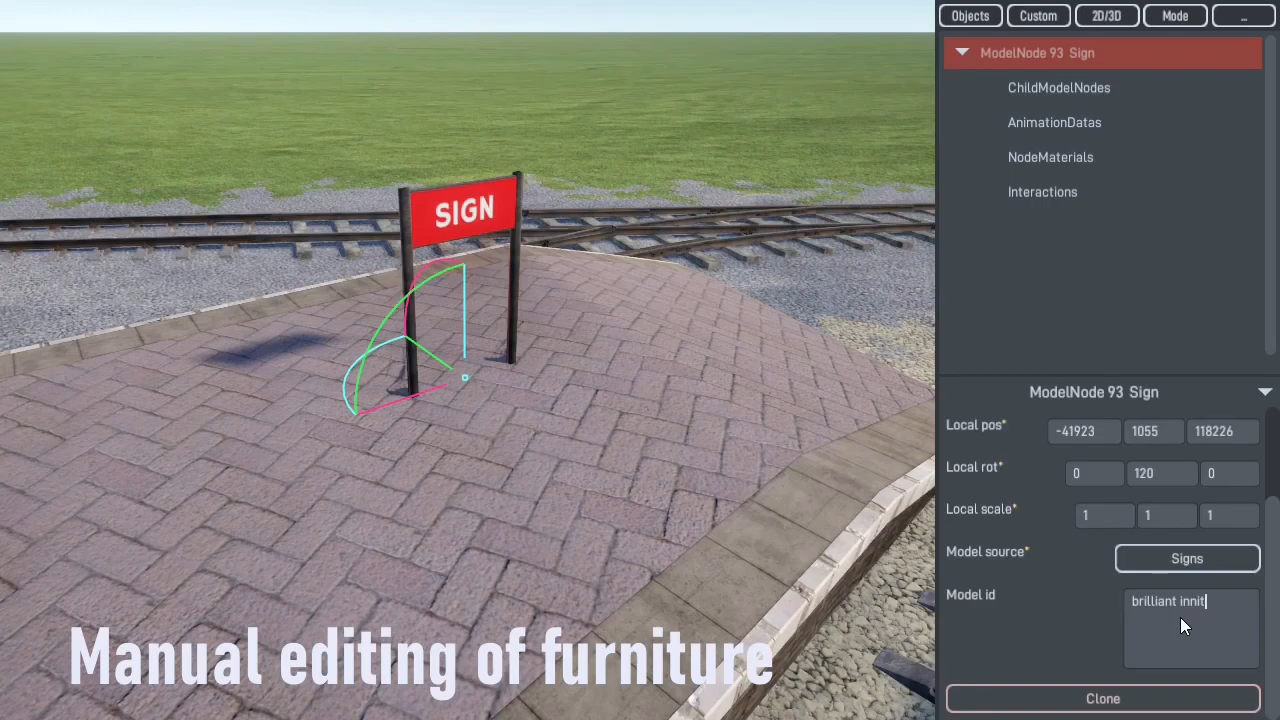 Objects
Custom
2D/3D
Mode
...
ModelNode 93 Sign
ChildModelNodes
AnimationDatas
NodeMaterials
Interactions
SIGN
ModelNode 93 Sign
Local pos* -41923 1055 118226
Local rot* 0 120 0
Local scale* 1 1 1
Model source* Signs
Model id brilliant innit
Clone
Manual editing of furniture